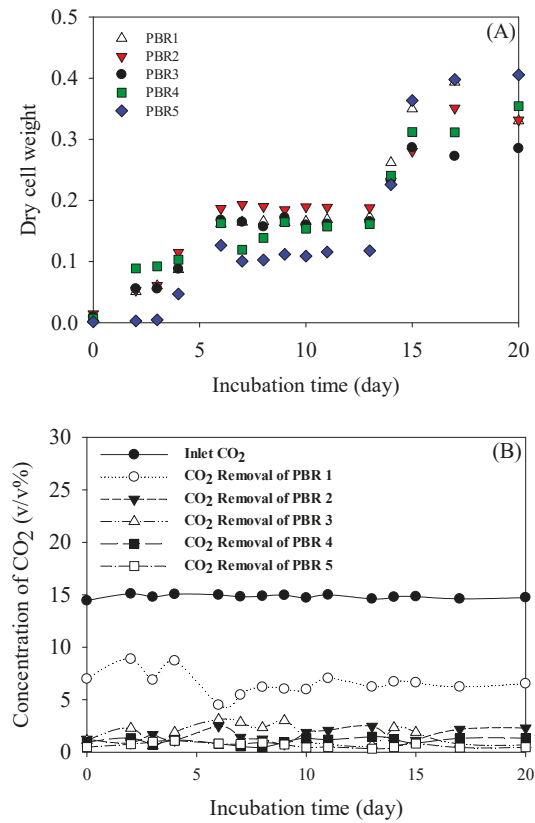 (A)
PBR1
PBR2
PBR3
PBR4
PBR5
0.5
0.4
0.3
0.2
0.1
0.0
Dry cell weight
0 5 10 15 20
Incubation time (day)
(B)
Inlet CO2
CO2 Removal of PBR 1
CO2 Removal of PBR 2
CO2 Removal of PBR 3
CO2 Removal of PBR 4
CO2 Removal of PBR 5
30
25
20
15
10
5
0
Concentration of CO2 (v/v%)
0 5 10 15 20
Incubation time (day)